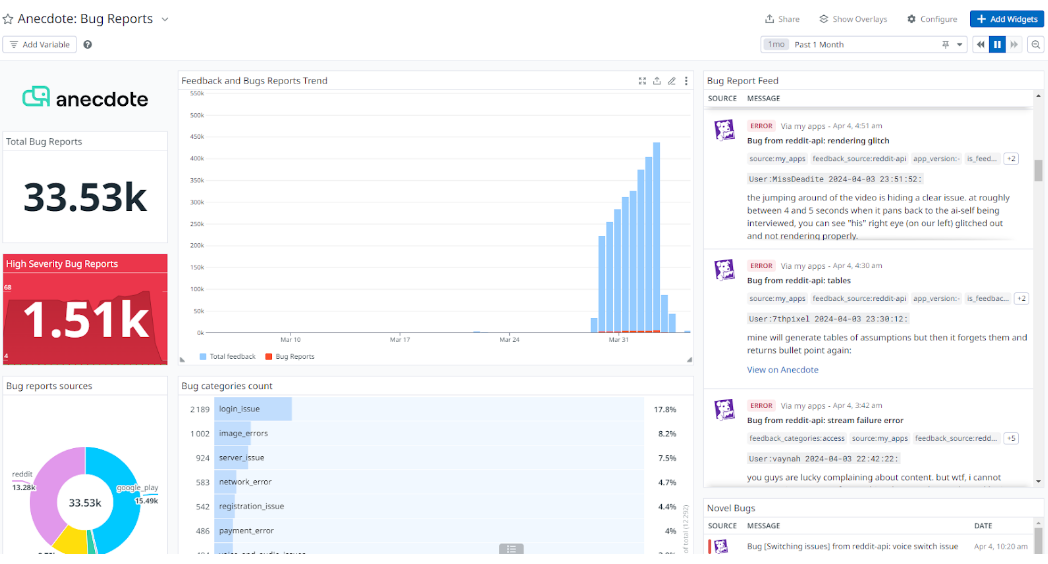 Anecdote: Bug Reports
Share
Show Overlays
Configure
+ Add Widgets
Add Variable
?
1mo Past 1 Month
anecdote
Total Bug Reports
33.53k
High Severity Bug Reports
68
1.51k
4
Bug reports sources
reddit
13.28k
google_play
15.49k
33.53k
Feedback and Bugs Reports Trend
550k
500k
450k
400k
350k
300k
250k
200k
150k
100k
50k
0k
Mar 10 Mar 17 Mar 24 Mar 31
Total feedback Bug Reports
Bug categories count
2189 login_issue 17.8%
1002 image_errors 8.2%
924 server_issue 7.5%
583 network_error 4.7%
542 registration_issue 4.4%
486 payment_error 4%
Bug Report Feed
SOURCE MESSAGE
ERROR Via my apps - Apr 4, 4:51 am
Bug from reddit-api: rendering glitch
source:my_apps feedback_source:reddit-api app_version:- is_feed... +2
User:MissDeadite 2024-04-03 23:51:52:
the jumping around of the video is hiding a clear issue. at roughly
between 4 and 5 seconds when it pans back to the ai-self being
interviewed, you can see "his" right eye (on our left) glitched out
and not rendering properly.
ERROR Via my apps - Apr 4, 4:30 am
Bug from reddit-api: tables
source:my_apps feedback_source:reddit-api app_version:- is_feedbac... +2
User:7thpixel 2024-04-03 23:30:12:
mine will generate tables of assumptions but then it forgets them and
returns bullet point again:
View on Anecdote
ERROR Via my apps - Apr 4, 3:42 am
Bug from reddit-api: stream failure error
feedback_categories:access source:my_apps feedback_source:redd... +5
User:vaynah 2024-04-03 22:42:22:
you guys are lucky complaining about content. but wtf, i cannot
Novel Bugs
SOURCE MESSAGE DATE
Bug [Switching issues] from reddit-api: voice switch issue Apr 4, 10:20 am